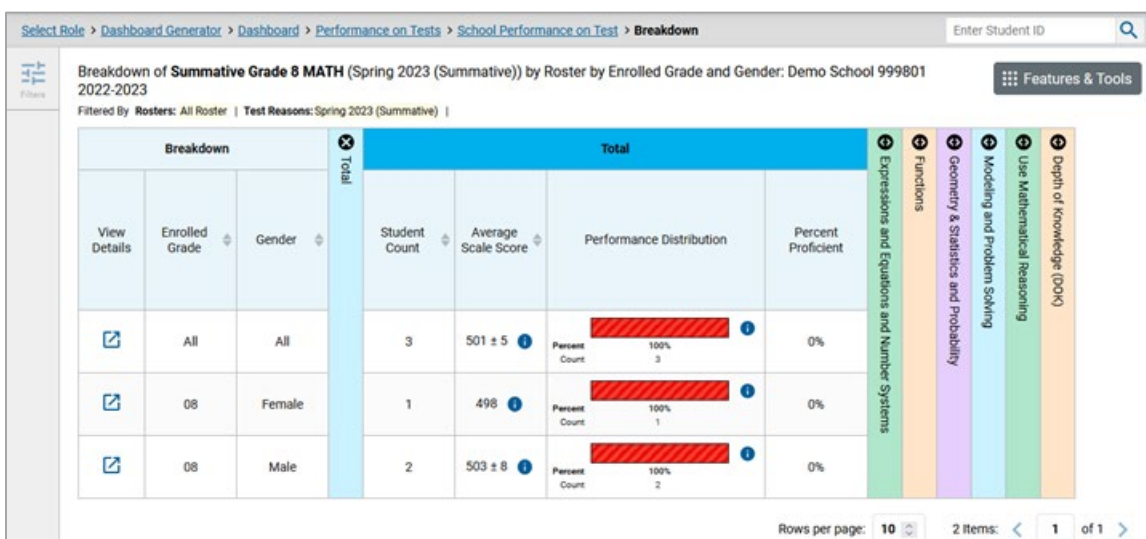 Select Role > Dashboard Generator > Dashboard > Performance on Tests > School Performance on Test > Breakdown
Enter Student ID
Filters
Breakdown of Summative Grade 8 MATH (Spring 2023 (Summative)) by Roster by Enrolled Grade and Gender: Demo School 999801
2022-2023
Features & Tools
Filtered By Rosters: All Roster | Test Reasons: Spring 2023 (Summative) |
Breakdown
Total
Total
View Details
Enrolled Grade
Gender
Student Count
Average Scale Score
Performance Distribution
Percent Proficient
Expressions and Equations and Number Systems
Functions
Geometry & Statistics and Probability
Modeling and Problem Solving
Use Mathematical Reasoning
Depth of Knowledge (DOK)
All All 3 501 ± 5 Percent 100% 0%
Count 3
08 Female 1 498 Percent 100% 0%
Count 1
08 Male 2 503 ± 8 Percent 100% 0%
Count 2
Rows per page: 10 2 Items: < 1 of 1 >